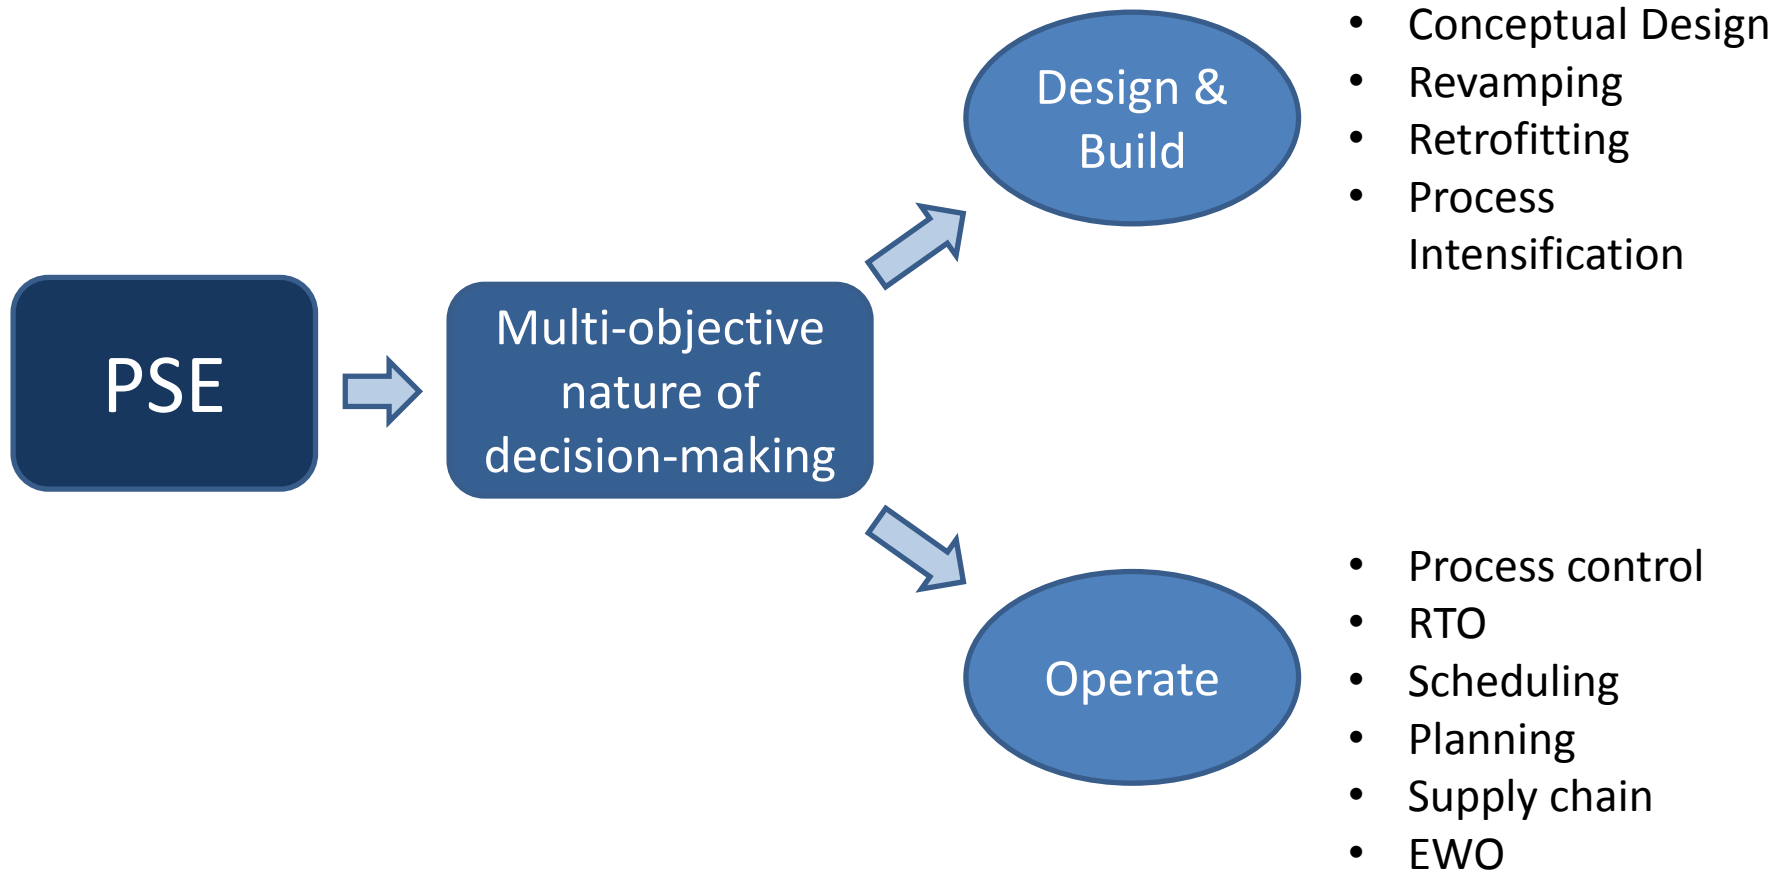 PSE
Multi-objective
nature of
decision-making
Design &
Build
• Conceptual Design
• Revamping
• Retrofitting
• Process
Intensification
Operate
• Process control
• RTO
• Scheduling
• Planning
• Supply chain
• EWO